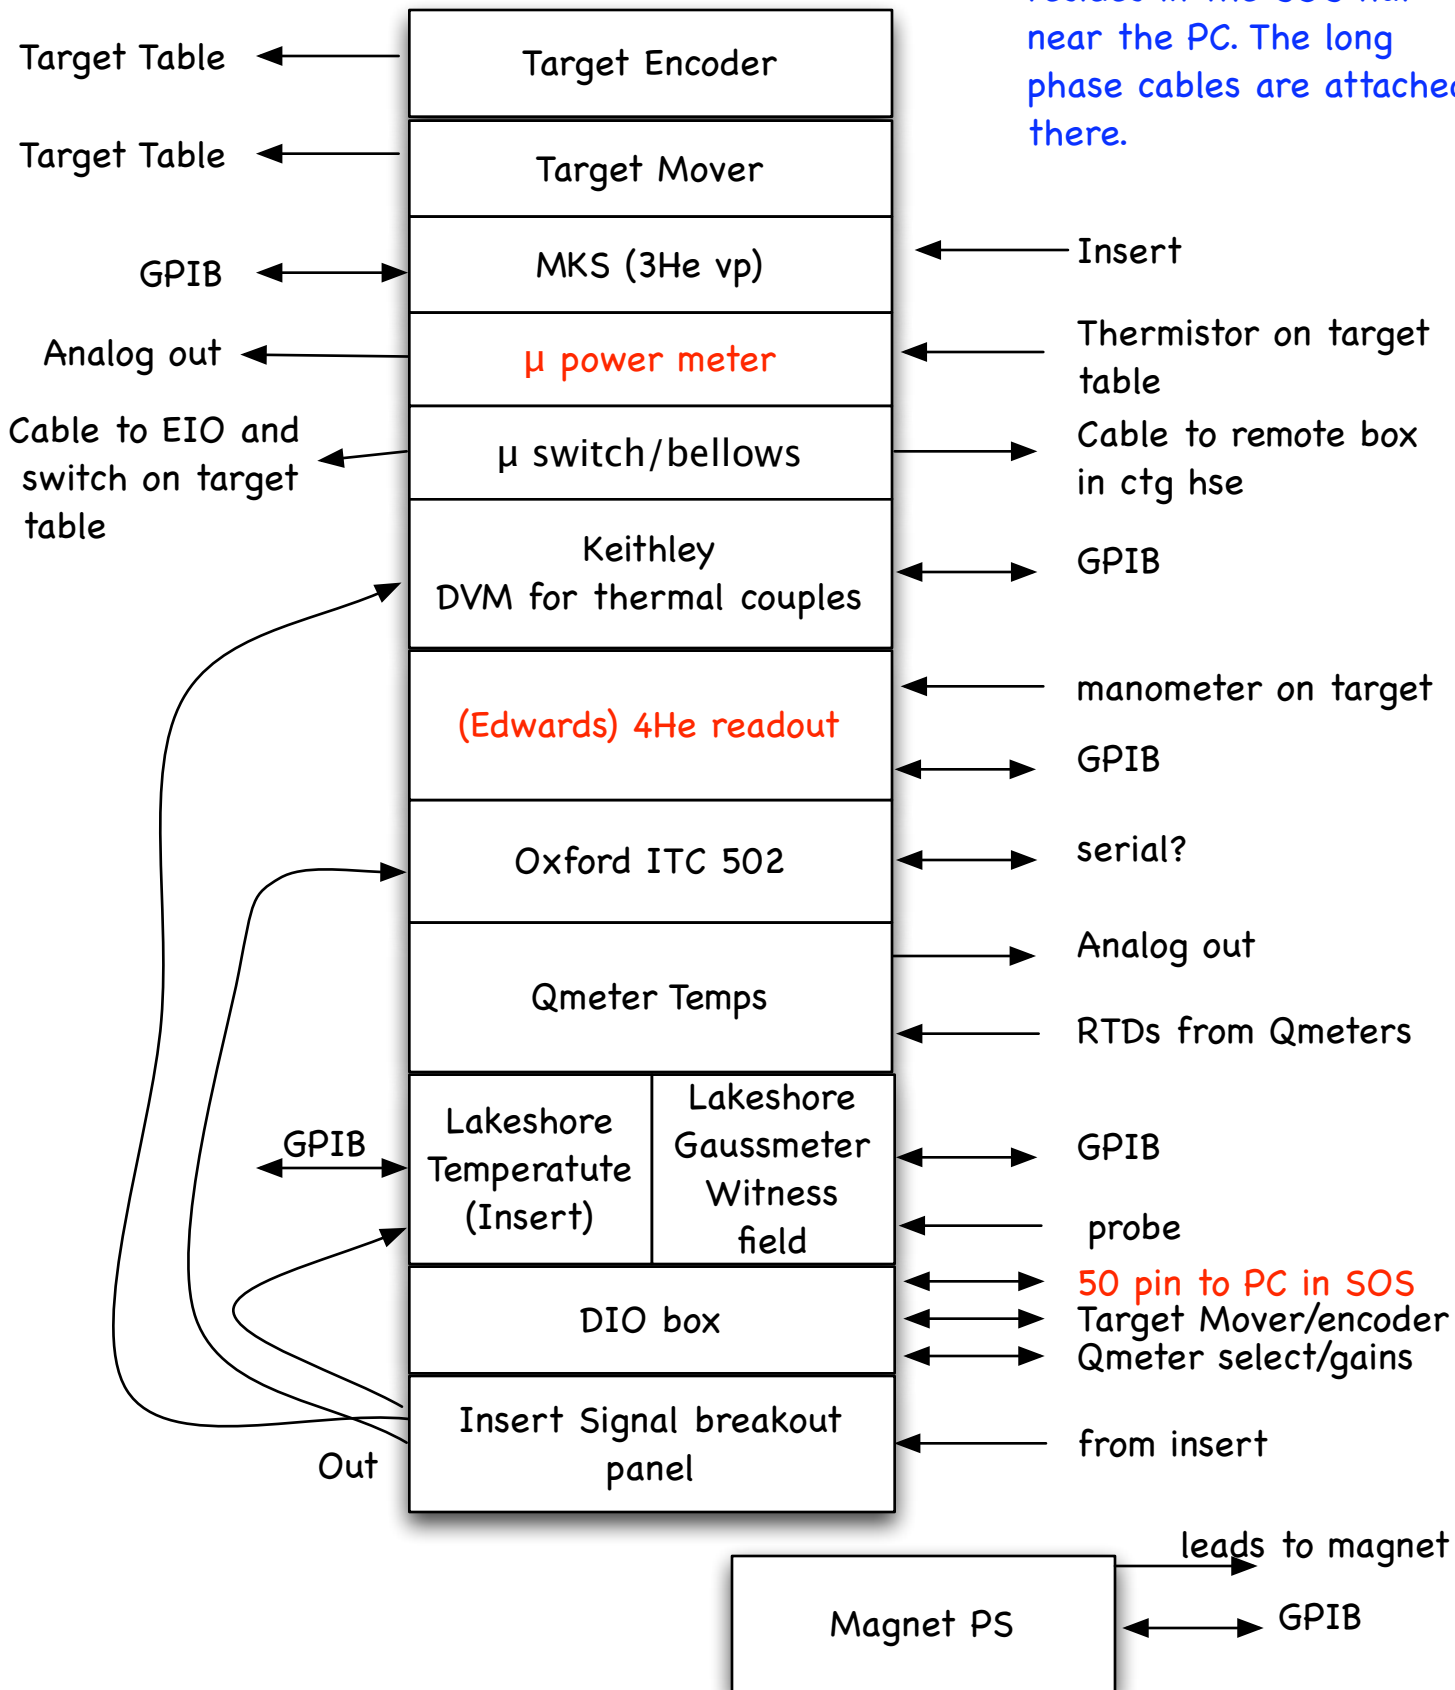 near the PC. The long
phase cables are attached
there.
Target Table
Target Encoder
Target Table
Target Mover
GPIB
MKS (3He vp)
Insert
Analog out
μ power meter
Thermistor on target
table
Cable to EIO and
switch on target
table
μ switch/bellows
Cable to remote box
in ctg hse
Keithley
DVM for thermal couples
GPIB
(Edwards) 4He readout
manometer on target
GPIB
Oxford ITC 502
serial?
Qmeter Temps
Analog out
RTDs from Qmeters
GPIB
Lakeshore
Temperatute
(Insert)
Lakeshore
Gaussmeter
Witness
field
GPIB
probe
DIO box
50 pin to PC in SOS
Target Mover/encoder
Qmeter select/gains
Out
Insert Signal breakout
panel
from insert
leads to magnet
Magnet PS
GPIB